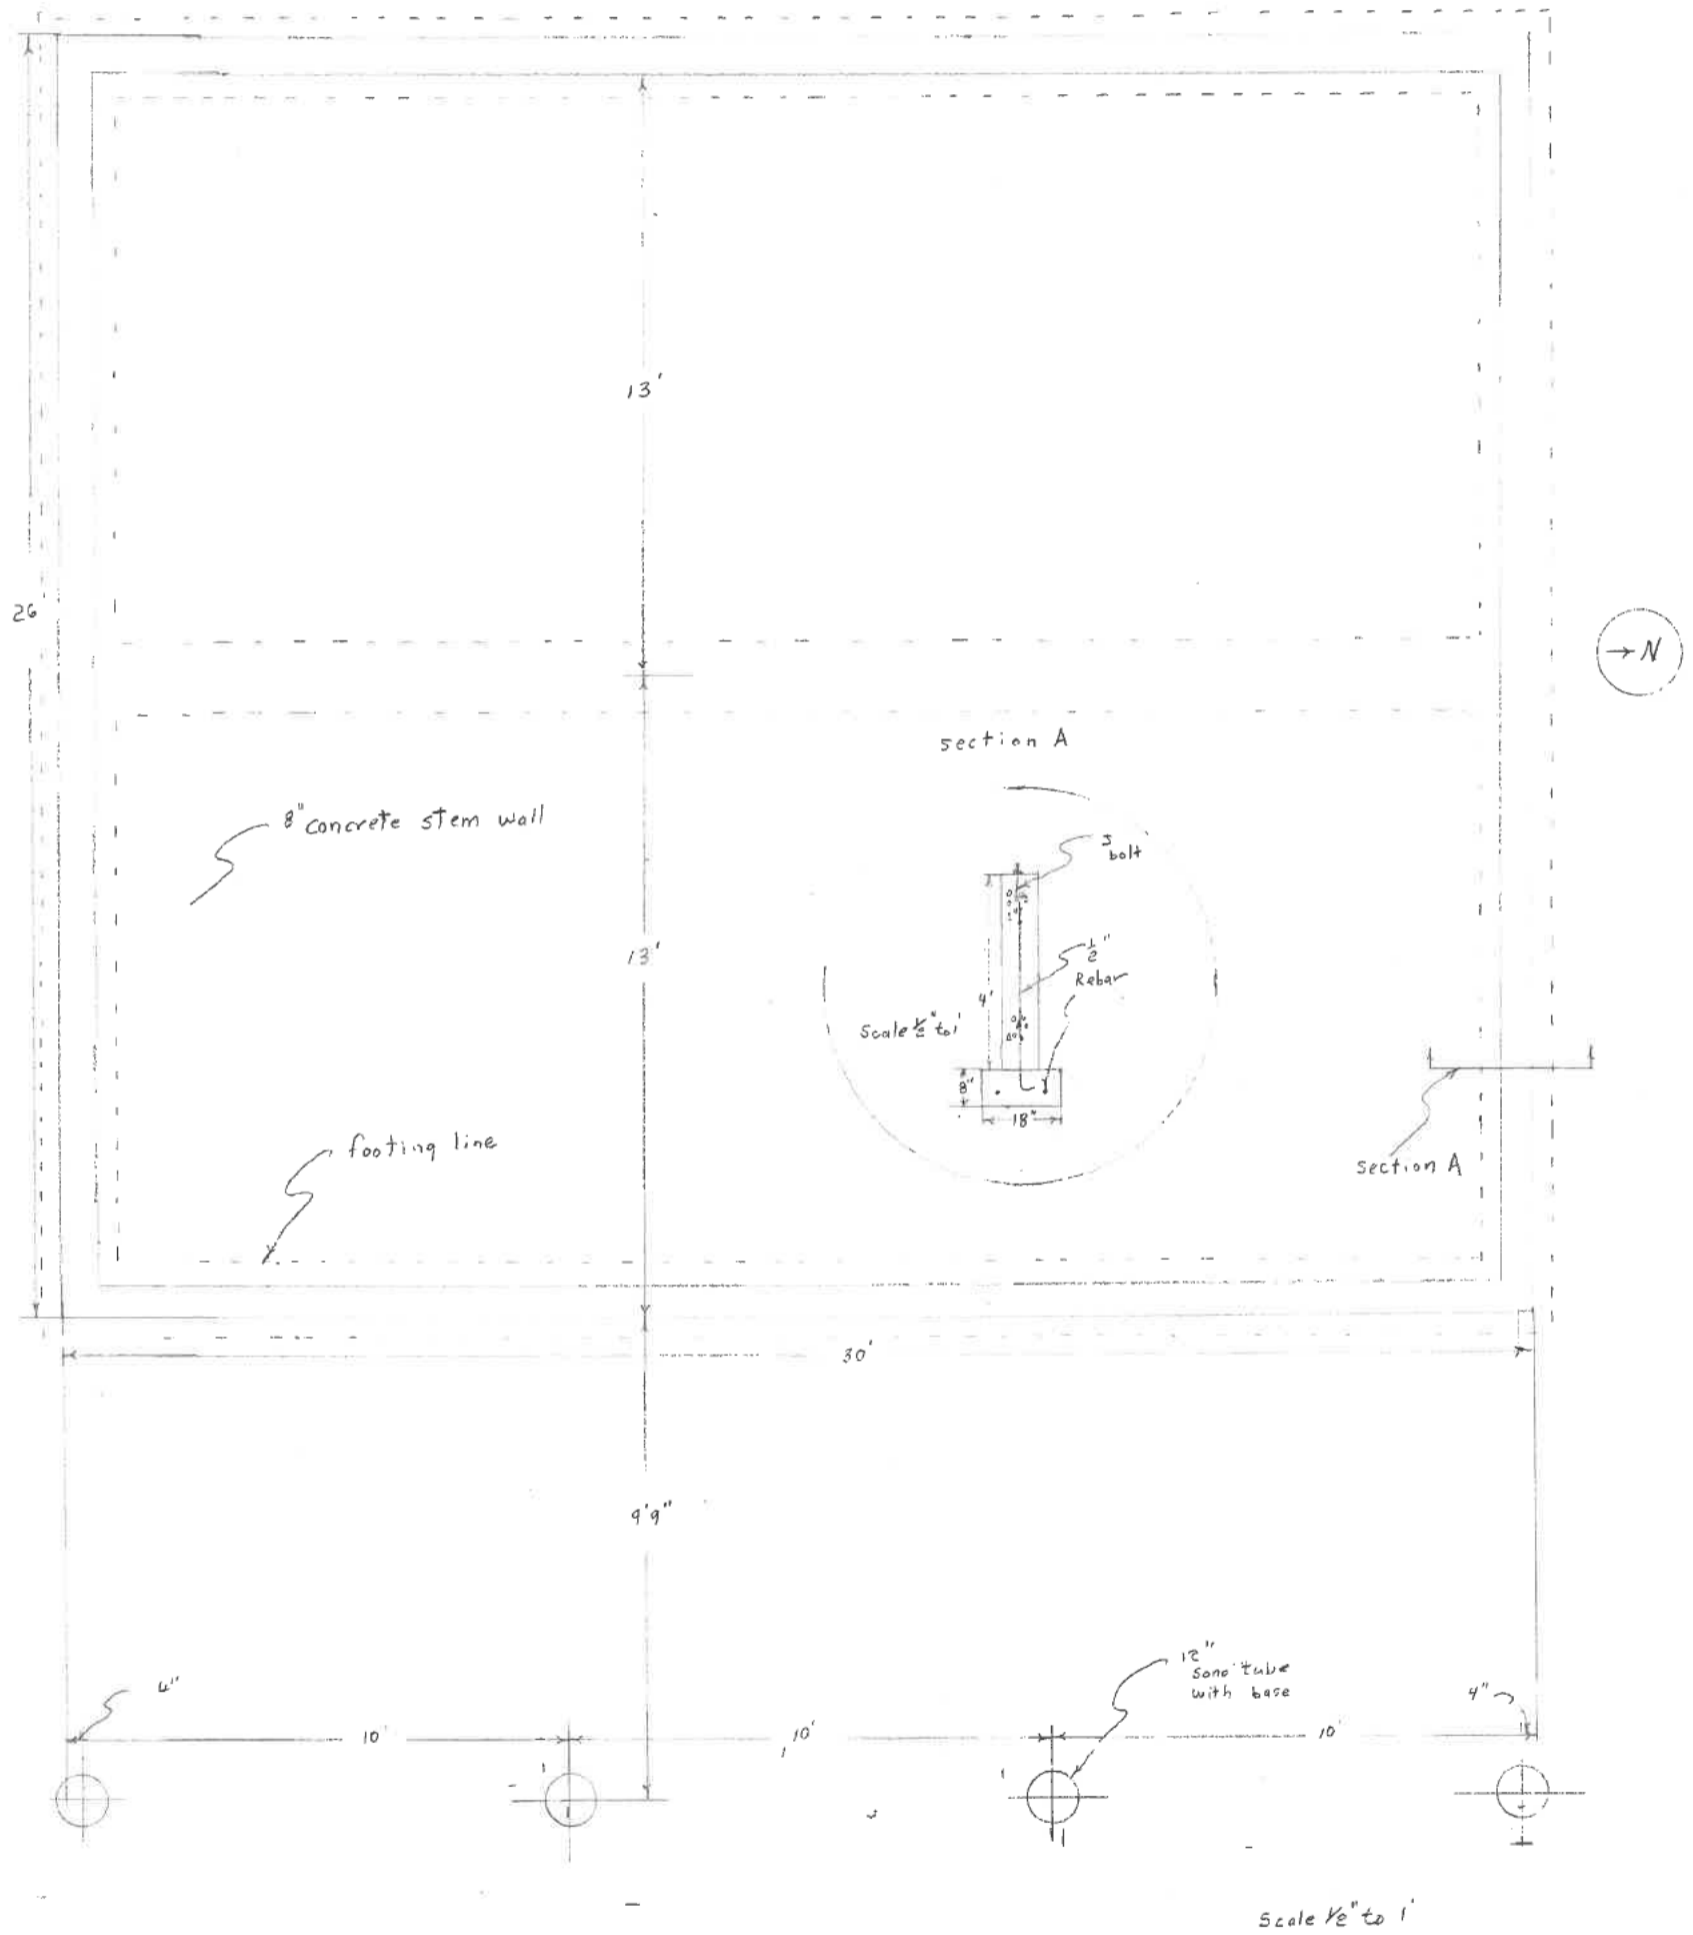 13'
26
→ N
section A
8" concrete stem wall
J
bolt
13'
1/2"
Rebar
4'
Scale 1/2" to 1'
8"
18"
footing line
section A
30'
9'9"
12"
sono tube
with base
4"
4"
10'
10'
10'
Scale 1/2" to 1'